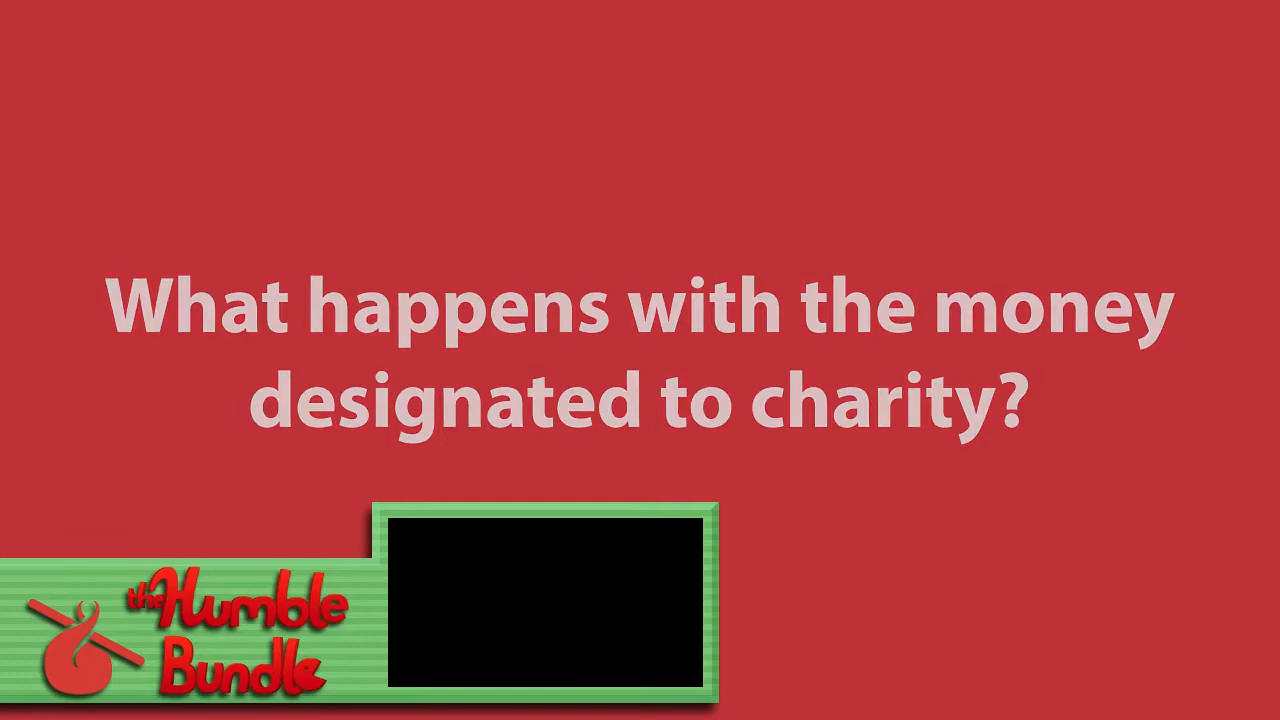 What happens with the money
designated to charity?
the Humble
Bundle